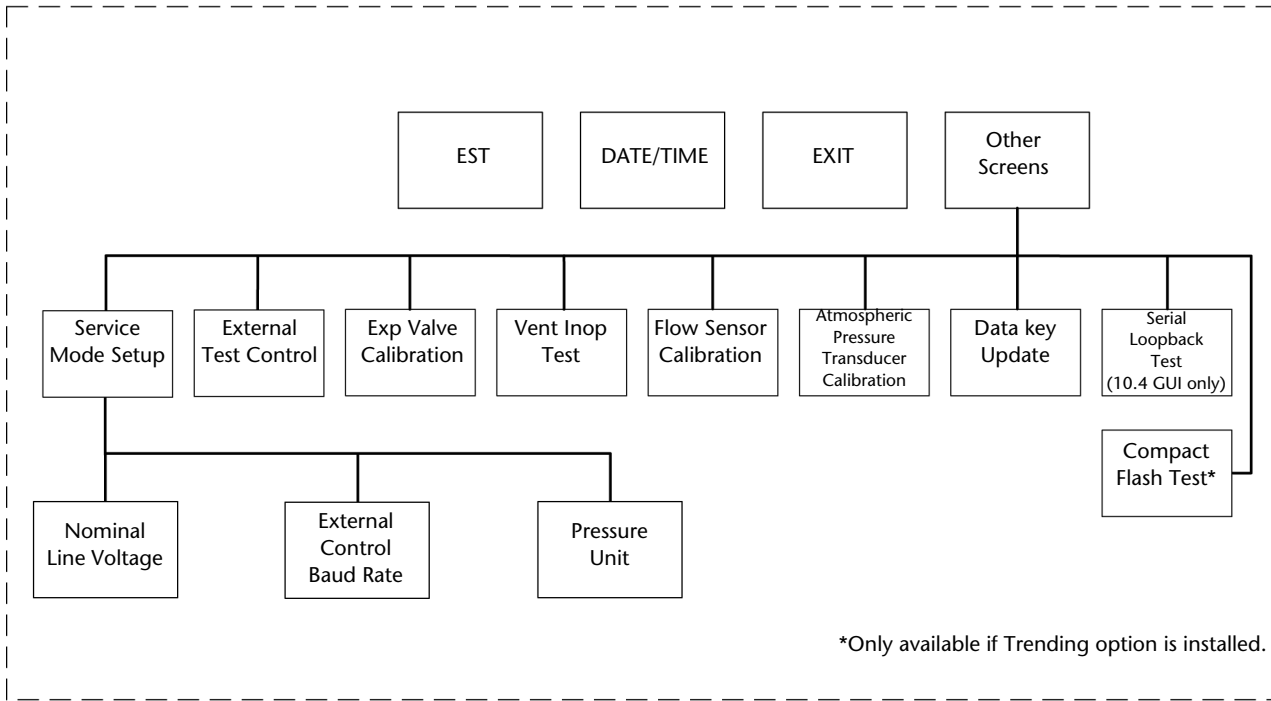 EST
DATE/TIME
EXIT
Other
Screens
Service
Mode Setup
External
Test Control
Exp Valve
Calibration
Vent Inop
Test
Flow Sensor
Calibration
Atmospheric
Pressure
Transducer
Calibration
Data key
Update
Serial
Loopback
Test
(10.4 GUI only)
Compact
Flash Test*
Nominal
Line Voltage
External
Control
Baud Rate
Pressure
Unit
*Only available if Trending option is installed.